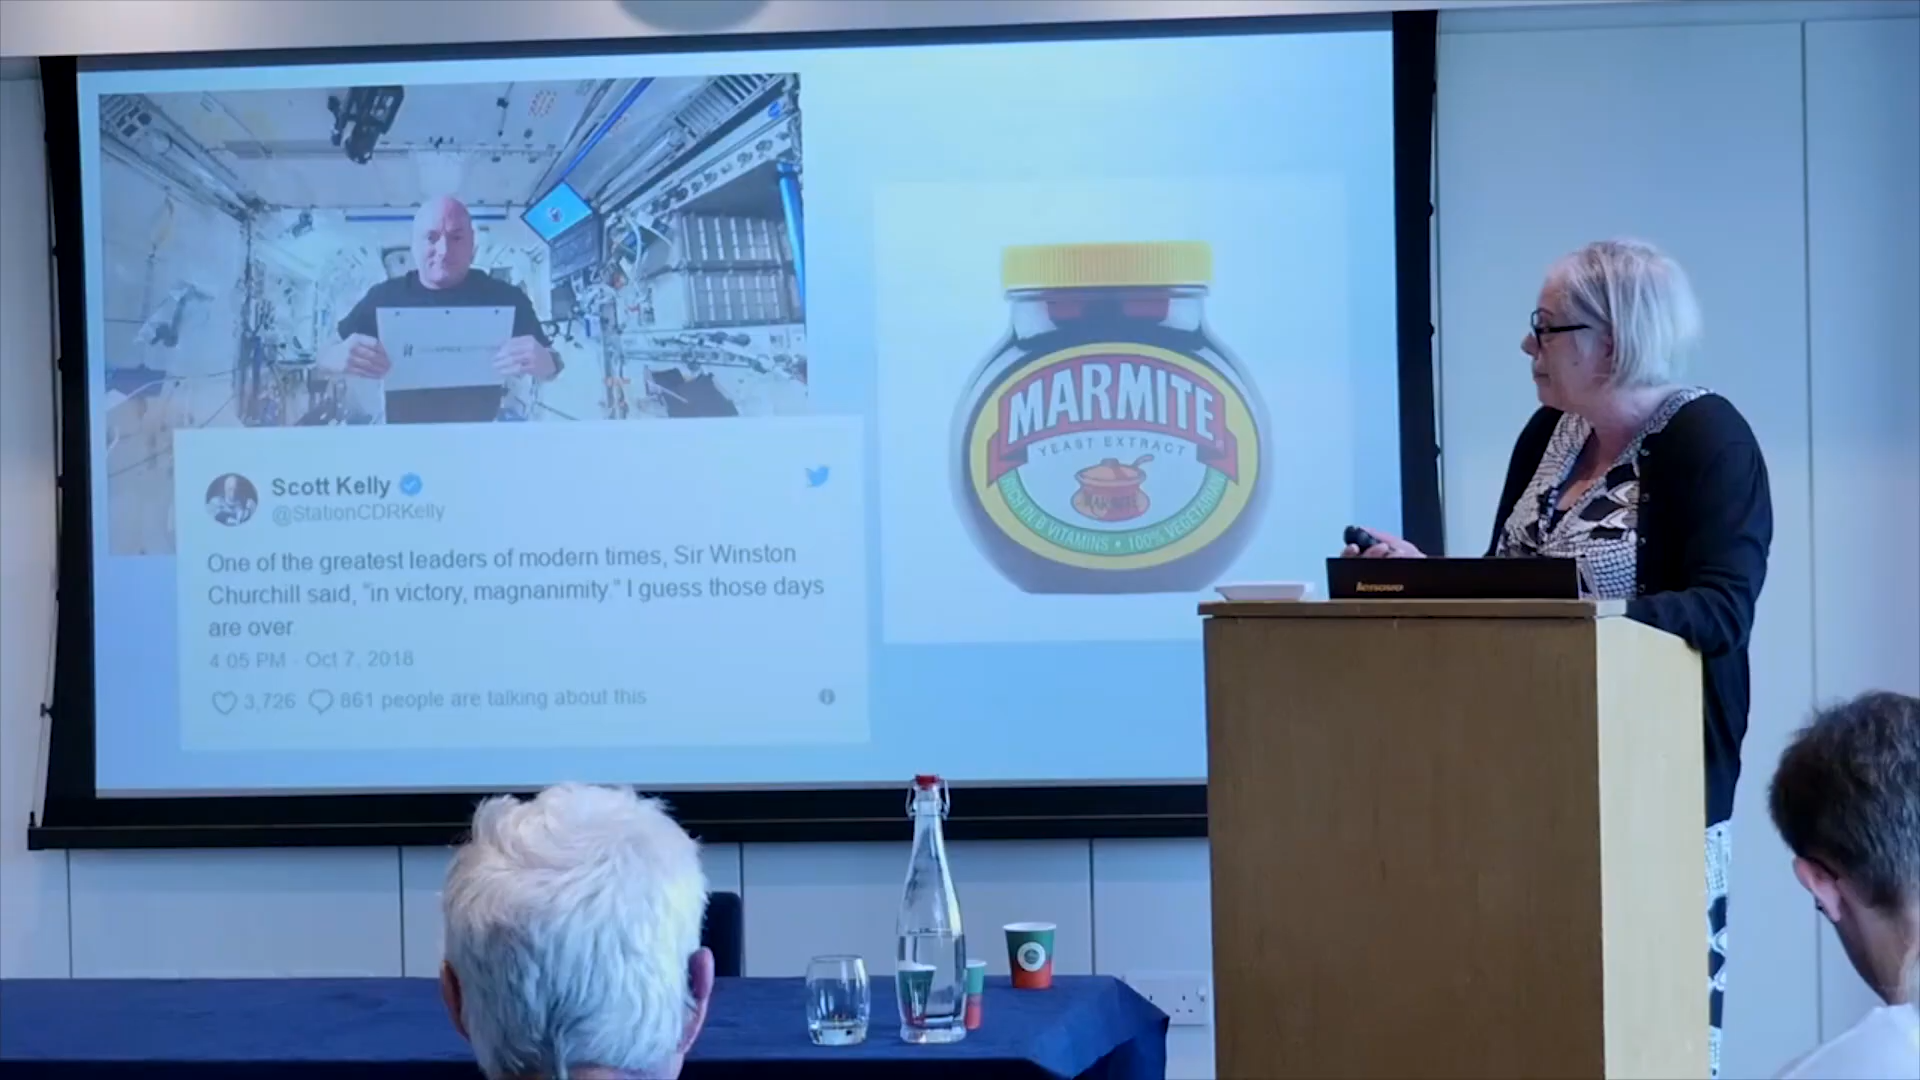 Scott Kelly
@StationCDRKelly
One of the greatest leaders of modern times, Sir Winston
Churchill said, "in victory, magnanimity." I guess those days
are over.
4:05 PM - Oct 7, 2018
3,726 861 people are talking about this
MARMITE
YEAST EXTRACT
MARMITE
RICH IN B VITAMINS • 100% VEGETARIAN
lenovo